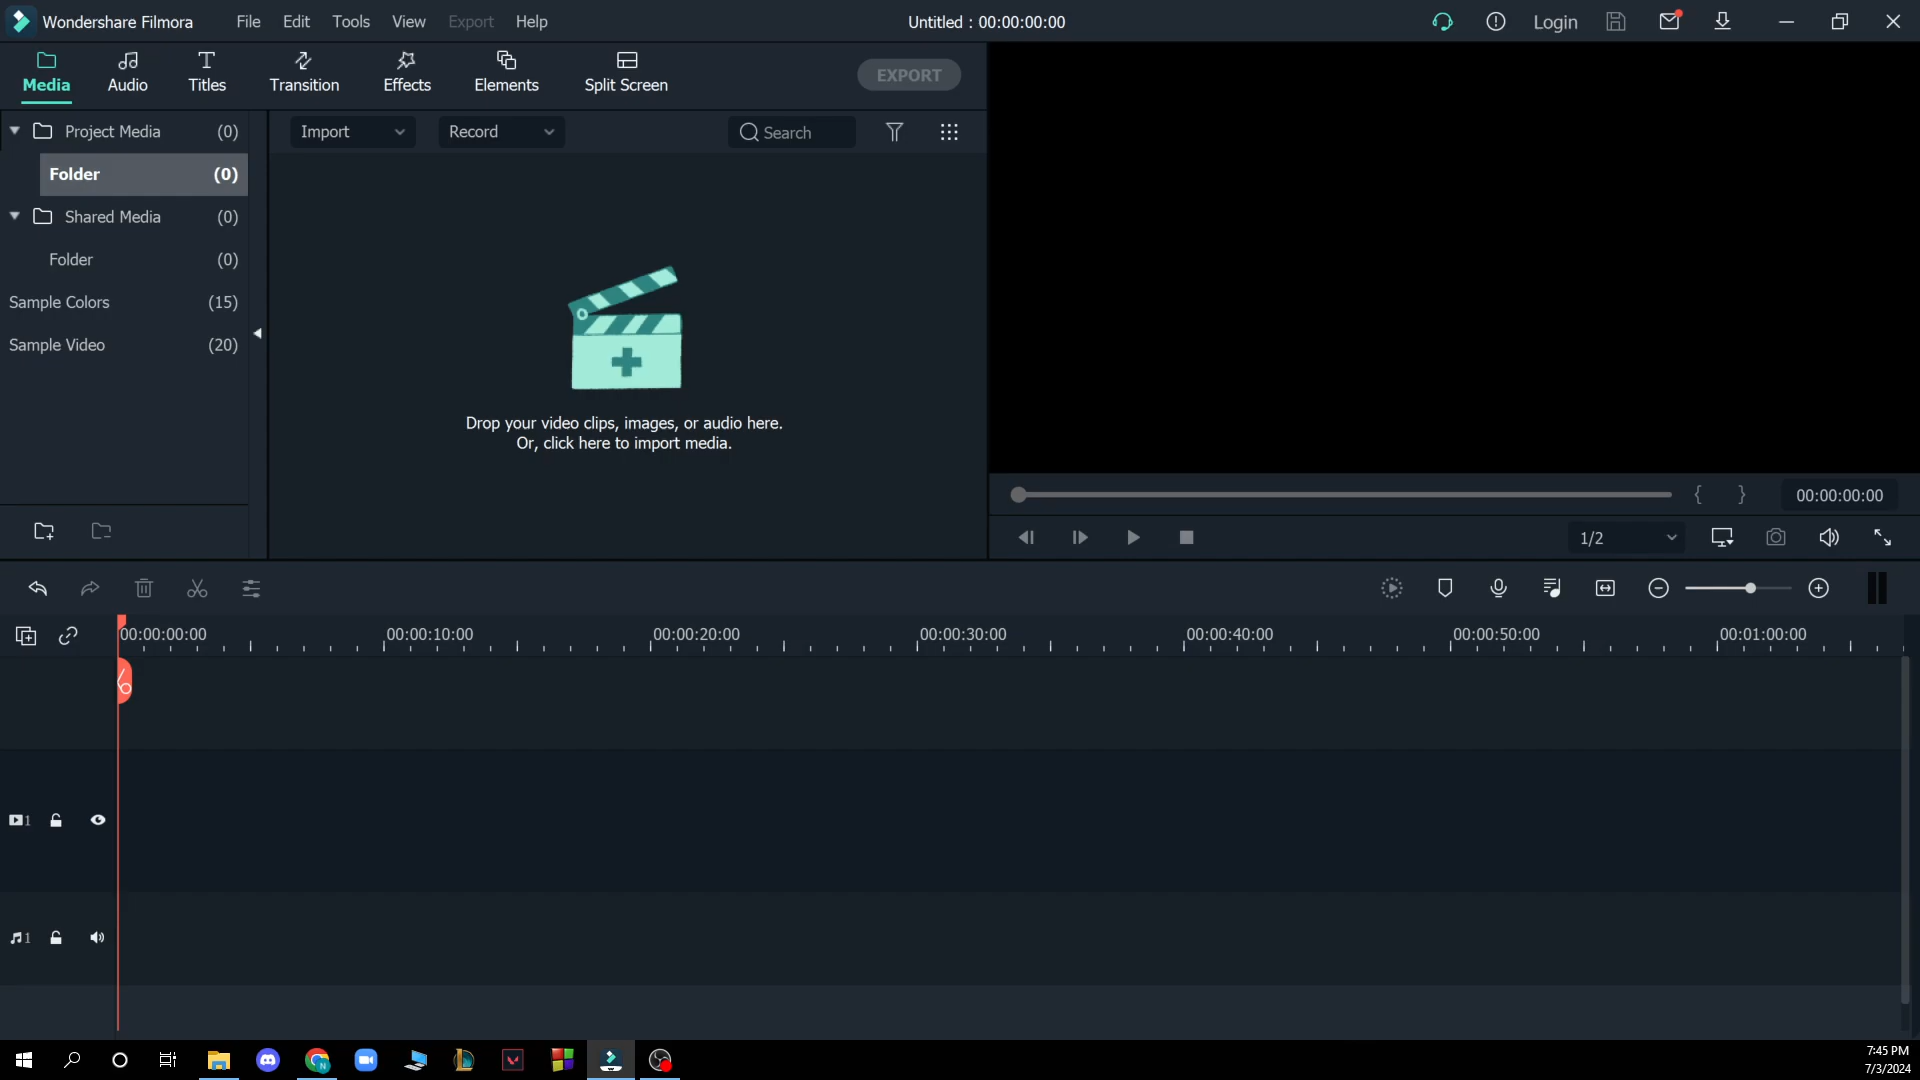 Wondershare Filmora File Edit Tools View Export Help Untitled : 00:00:00:00 Login
Media Audio Titles Transition Effects Elements Split Screen EXPORT
Project Media (0)
Import Record Search
Folder (0)
Shared Media (0)
Folder (0)
Sample Colors (15)
Sample Video (20)
Drop your video clips, images, or audio here.
Or, click here to import media.
{ } 00:00:00:00
1/2
00:00:00:00 00:00:10:00 00:00:20:00 00:00:30:00 00:00:40:00 00:00:50:00 00:01:00:00
1
1
7:45 PM
7/3/2024